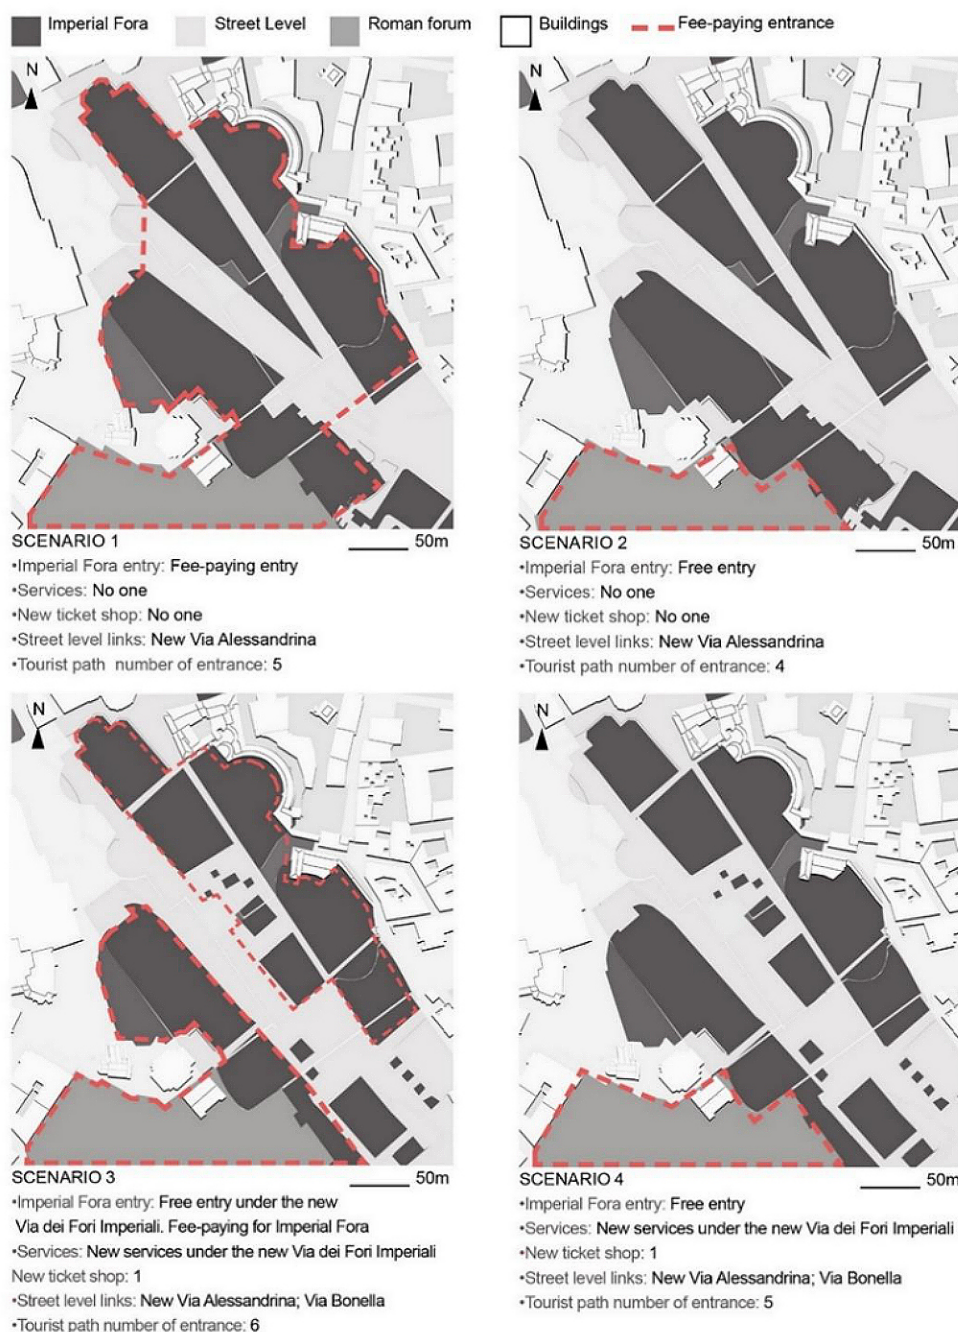 Imperial Fora
Street Level
Roman forum
Buildings
Fee-paying entrance
N
SCENARIO 1
50m
•Imperial Fora entry: Fee-paying entry
•Services: No one
•New ticket shop: No one
•Street level links: New Via Alessandrina
•Tourist path number of entrance: 5
N
SCENARIO 2
50m
•Imperial Fora entry: Free entry
•Services: No one
•New ticket shop: No one
•Street level links: New Via Alessandrina
•Tourist path number of entrance: 4
N
SCENARIO 3
50m
•Imperial Fora entry: Free entry under the new
Via dei Fori Imperiali. Fee-paying for Imperial Fora
•Services: New services under the new Via dei Fori Imperiali
New ticket shop: 1
•Street level links: New Via Alessandrina; Via Bonella
•Tourist path number of entrance: 6
N
SCENARIO 4
50m
•Imperial Fora entry: Free entry
•Services: New services under the new Via dei Fori Imperiali
•New ticket shop: 1
•Street level links: New Via Alessandrina; Via Bonella
•Tourist path number of entrance: 5